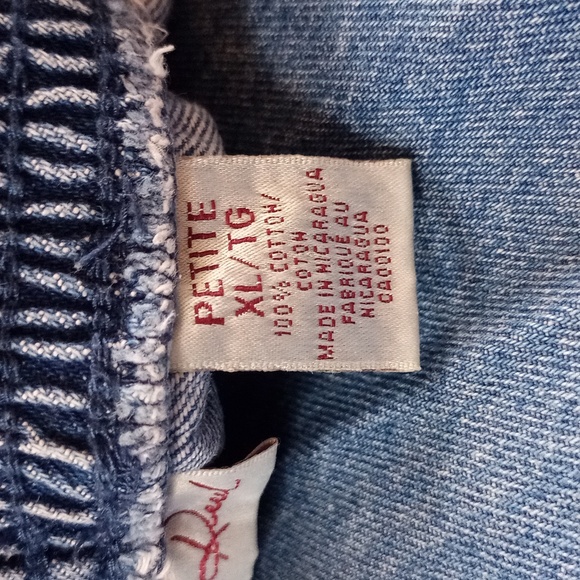 PETITE
XL/TG
100% COTTON/
COTON
MADE IN NICARAGUA
FABRIQUÉ AU
NICARAGUA
CA00100